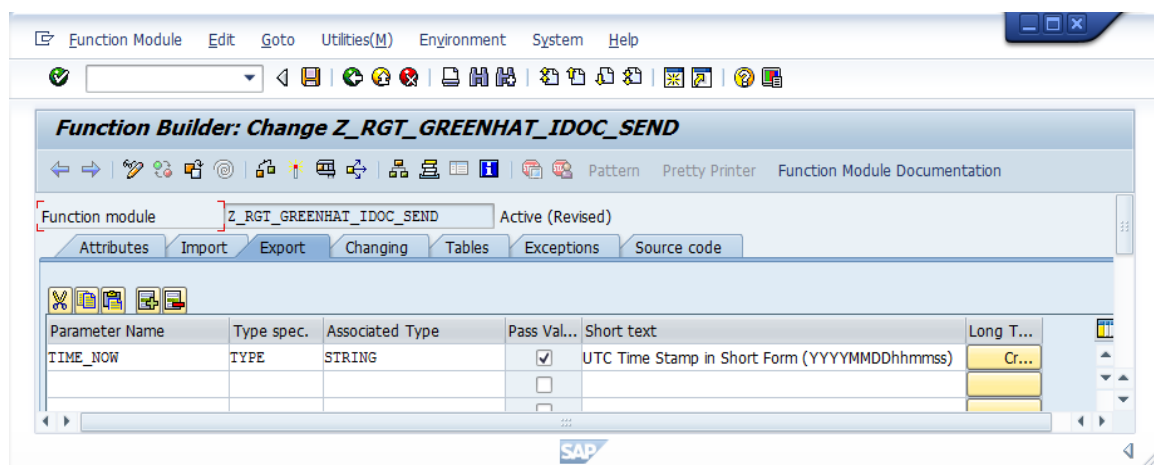 Function Module Edit Goto Utilities(M) Environment System Help
Function Builder: Change Z_RGT_GREENHAT_IDOC_SEND
Pattern Pretty Printer Function Module Documentation
Function module Z_RGT_GREENHAT_IDOC_SEND Active (Revised)
Attributes Import Export Changing Tables Exceptions Source code
Parameter Name Type spec. Associated Type Pass Val... Short text Long T...
TIME_NOW TYPE STRING UTC Time Stamp in Short Form (YYYYMMDDhhmmss) Cr...
SAP